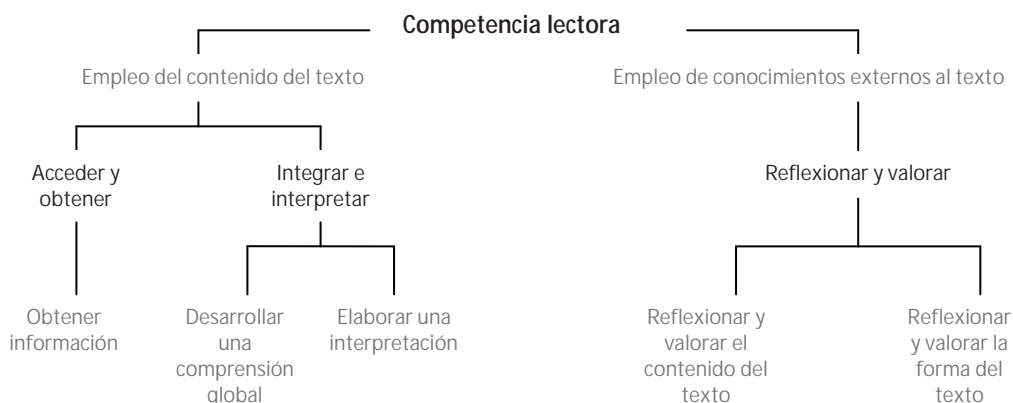 Competencia lectora
Empleo del contenido del texto
Empleo de conocimientos externos al texto
Acceder y
obtener
Integrar e
interpretar
Reflexionar y valorar
Obtener
información
Desarrollar
una
comprensión
global
Elaborar una
interpretación
Reflexionar y
valorar el
contenido del
texto
Reflexionar
y valorar la
forma del
texto